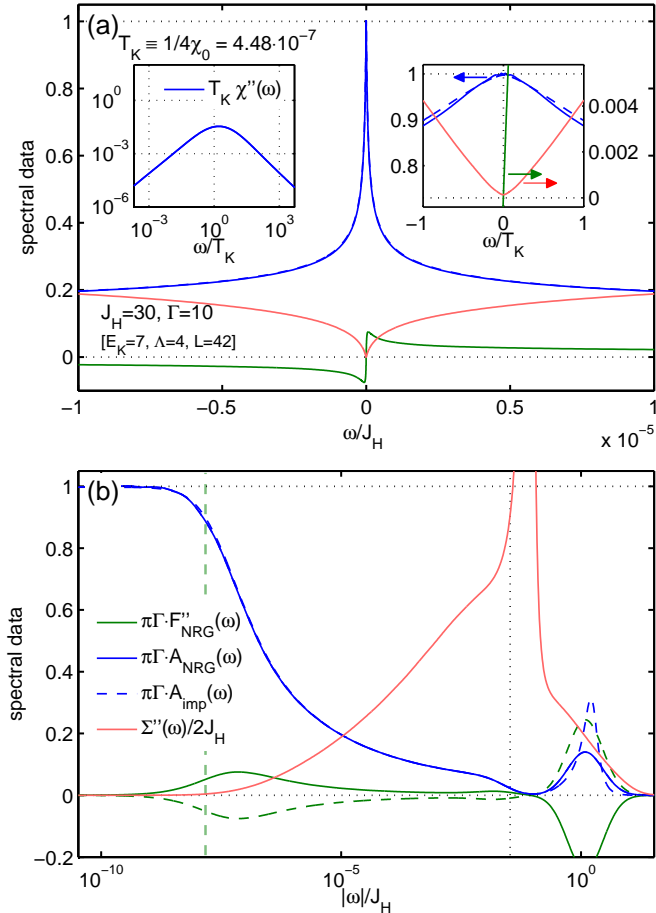 (a)
T_K ≡ 1/4χ_0 = 4.48·10^-7
1
0.8
0.6
0.4
0.2
0
spectral data
10^0
10^-3
10^-6
T_K χ''(ω)
10^-3 10^0 10^3
ω/T_K
1
0.9
0.8
0.004
0.002
0
−1 0 1
ω/T_K
J_H=30, Γ=10
[E_K=7, Λ=4, L=42]
−1 −0.5 0 0.5 1
ω/J_H
x 10^-5
(b)
1
0.8
0.6
0.4
0.2
0
−0.2
spectral data
πΓ·F''_NRG(ω)
πΓ·A_NRG(ω)
πΓ·A_imp(ω)
Σ''(ω)/2J_H
10^-10 10^-5 10^0
|ω|/J_H